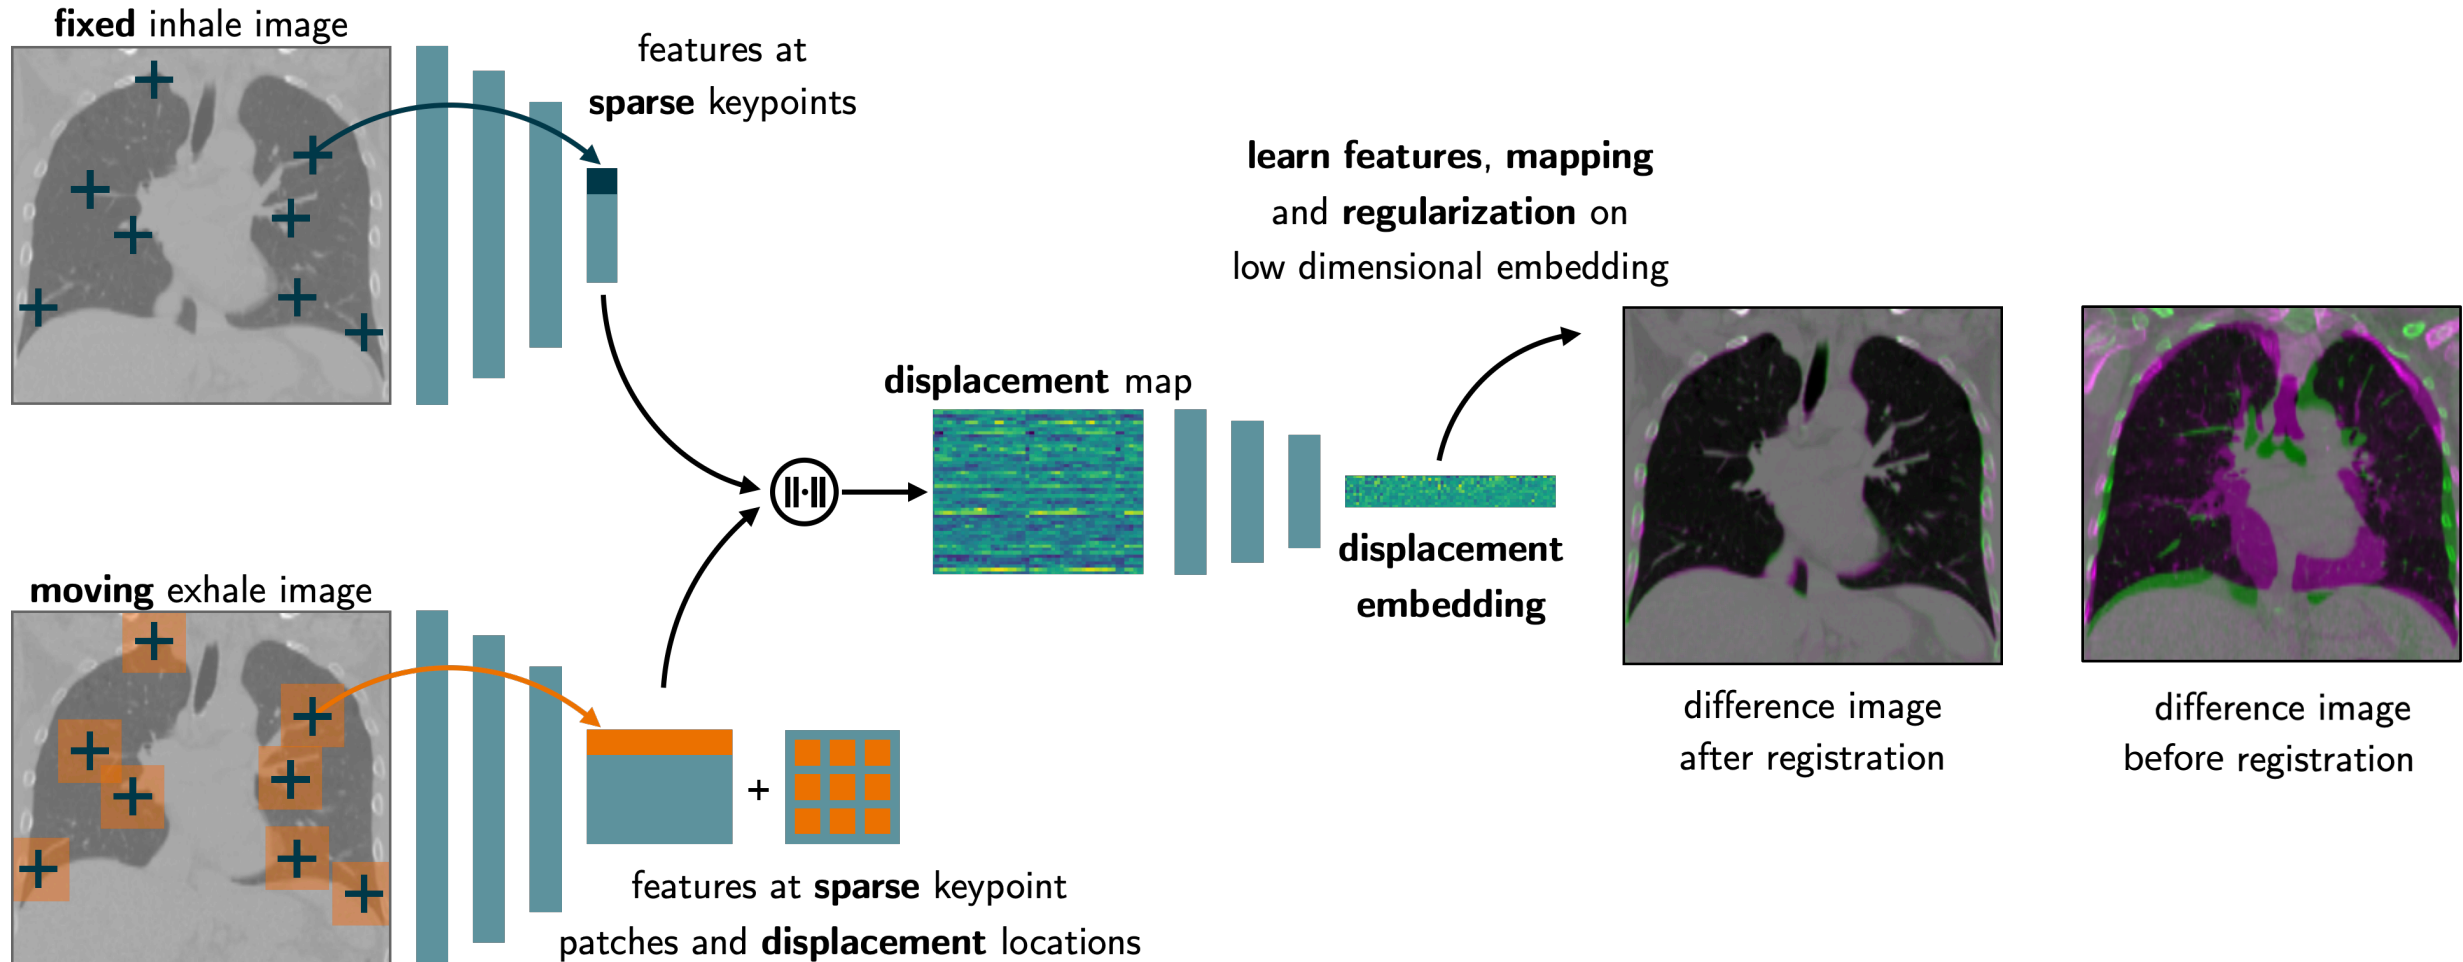 fixed inhale image
features at
sparse keypoints
learn features, mapping
and regularization on
low dimensional embedding
displacement map
||·||
displacement
embedding
moving exhale image
+
features at sparse keypoint
patches and displacement locations
difference image
after registration
difference image
before registration